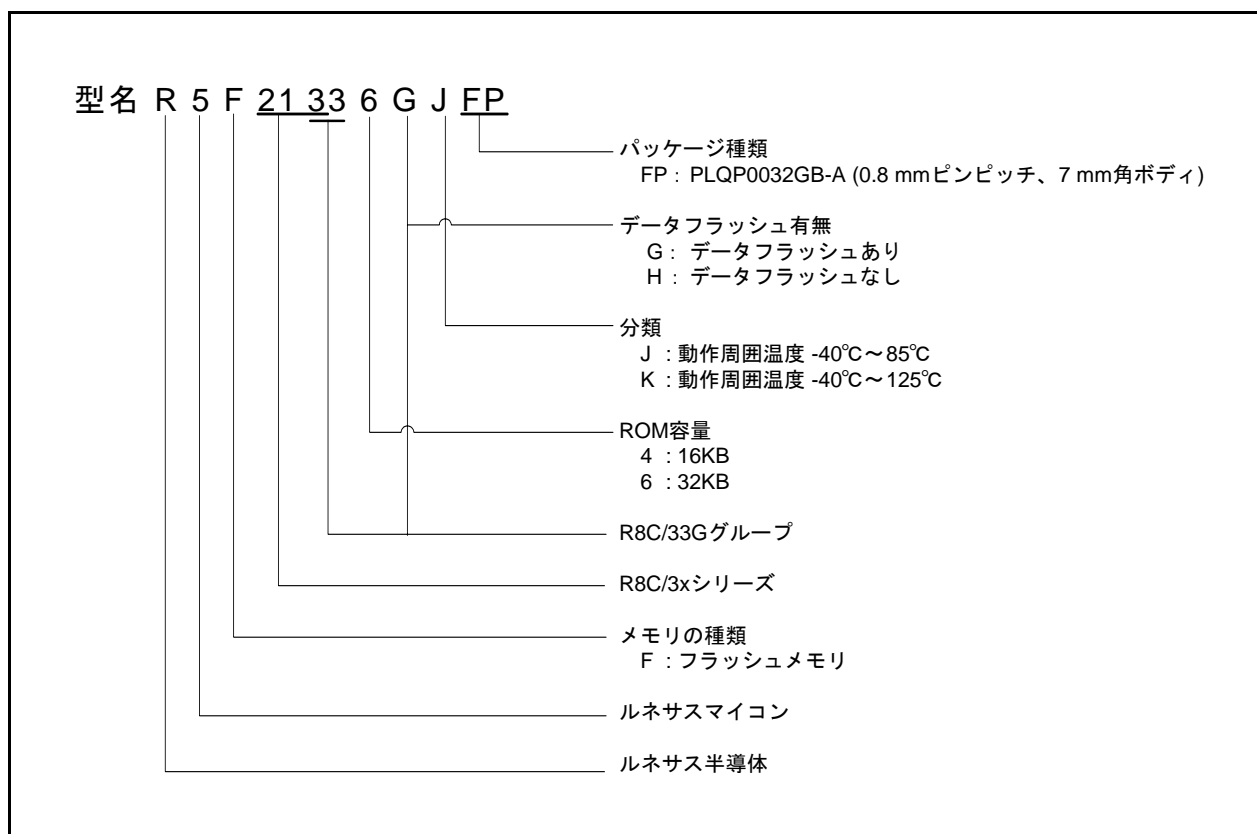 型名 R 5 F 21 33 6 G J FP
パッケージ種類
FP : PLQP0032GB-A (0.8 mmピンピッチ、7 mm角ボディ)
データフラッシュ有無
G : データフラッシュあり
H : データフラッシュなし
分類
J : 動作周囲温度 -40℃～85℃
K : 動作周囲温度 -40℃～125℃
ROM容量
4 : 16KB
6 : 32KB
R8C/33Gグループ
R8C/3xシリーズ
メモリの種類
F : フラッシュメモリ
ルネサスマイコン
ルネサス半導体